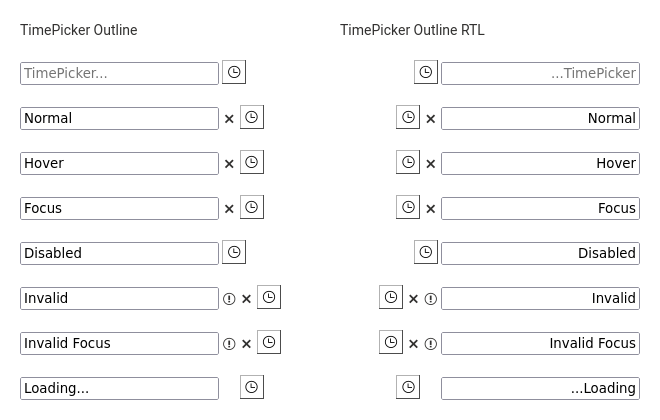 TimePicker Outline
TimePicker Outline RTL
TimePicker...
...TimePicker
Normal
Normal
Hover
Hover
Focus
Focus
Disabled
Disabled
Invalid
Invalid
Invalid Focus
Invalid Focus
Loading...
...Loading